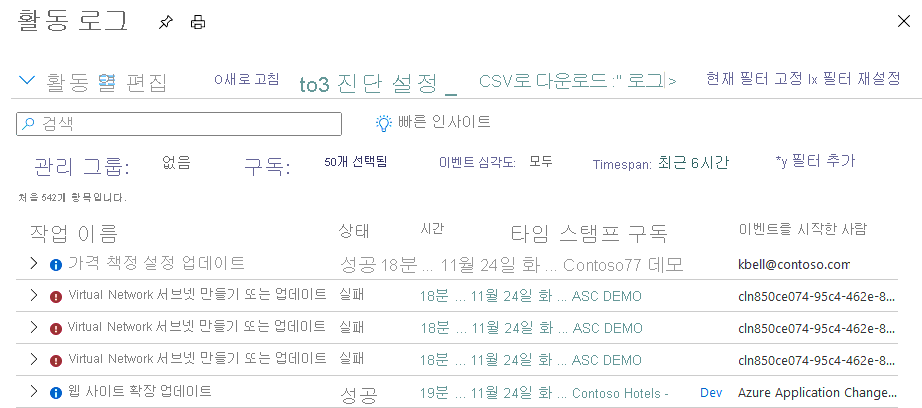 활동 로그
활동 열 편집 새로 고침 to3 진단 설정 _ CSV로 다운로드 :" 로그 > 현재 필터 고정 Ix 필터 재설정
검색 빠른 인사이트
관리 그룹: 없음 구독: 50개 선택됨 이벤트 심각도: 모두 Timespan: 최근 6시간 *y 필터 추가
처음 542개 항목입니다.
작업 이름 상태 시간 타임 스탬프 구독 이벤트를 시작한 사람
가격 책정 설정 업데이트 성공 18분 ... 11월 24일 화 ... Contoso77 데모 kbell@contoso.com
Virtual Network 서브넷 만들기 또는 업데이트 실패 18분 ... 11월 24일 화 ... ASC DEMO cln850ce074-95c4-462e-8...
Virtual Network 서브넷 만들기 또는 업데이트 실패 18분 ... 11월 24일 화 ... ASC DEMO cln850ce074-95c4-462e-8...
Virtual Network 서브넷 만들기 또는 업데이트 실패 18분 ... 11월 24일 화 ... ASC DEMO cln850ce074-95c4-462e-8...
웹 사이트 확장 업데이트 성공 19분 ... 11월 24일 화 ... Contoso Hotels - Dev Azure Application Change...